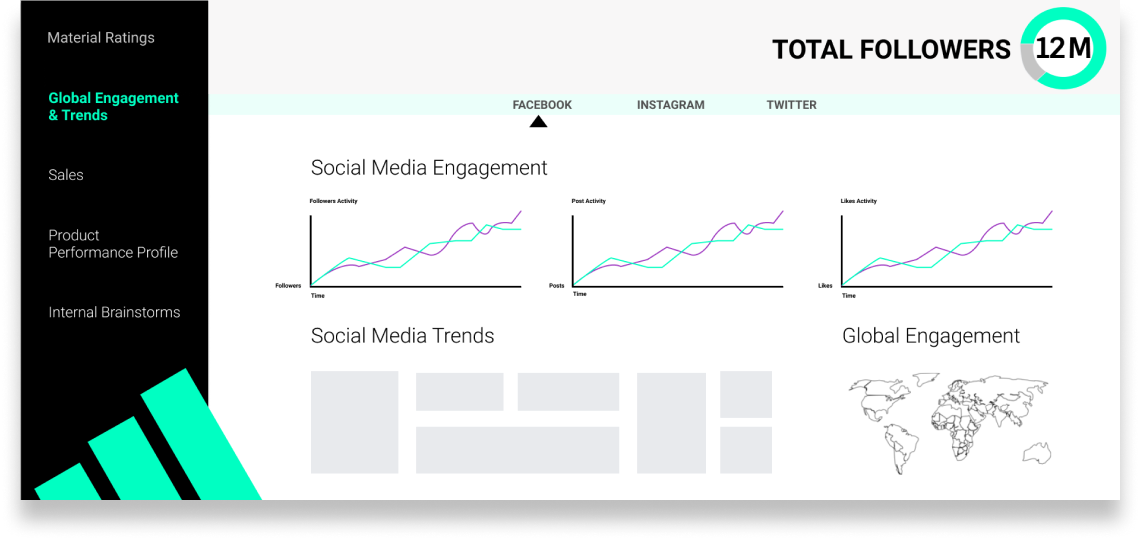 Material Ratings
Global Engagement
& Trends
Sales
Product
Performance Profile
Internal Brainstorms
TOTAL FOLLOWERS
12M
FACEBOOK
INSTAGRAM
TWITTER
Social Media Engagement
Followers Activity
Followers
Time
Post Activity
Posts
Time
Likes Activity
Likes
Time
Social Media Trends
Global Engagement